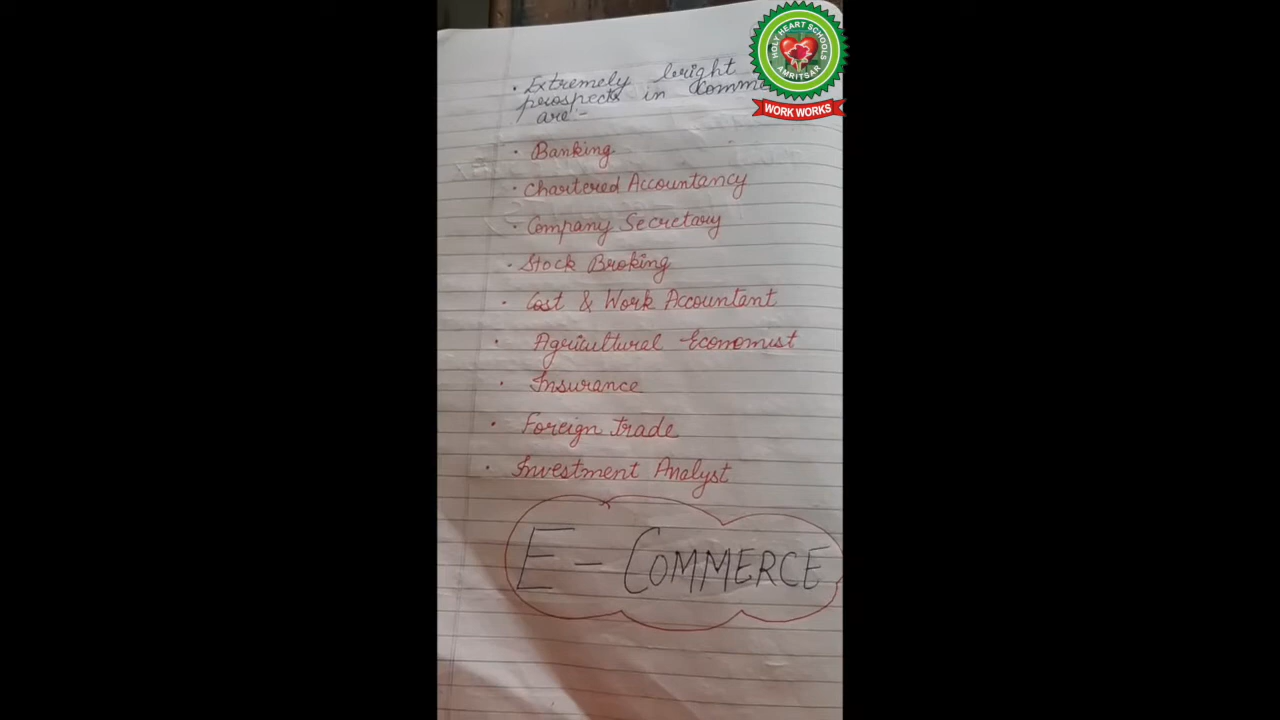 HOLY HEART SCHOOLS
AMRITSAR
WORK WORKS
• Extremely bright
prospects in
are :-
• Banking
• Chartered Accountancy
• Company Secretary
• Stock Broking
• Cost & Work Accountant
• Agricultural Economist
• Insurance
• Foreign trade
• Investment Analyst
E - COMMERCE